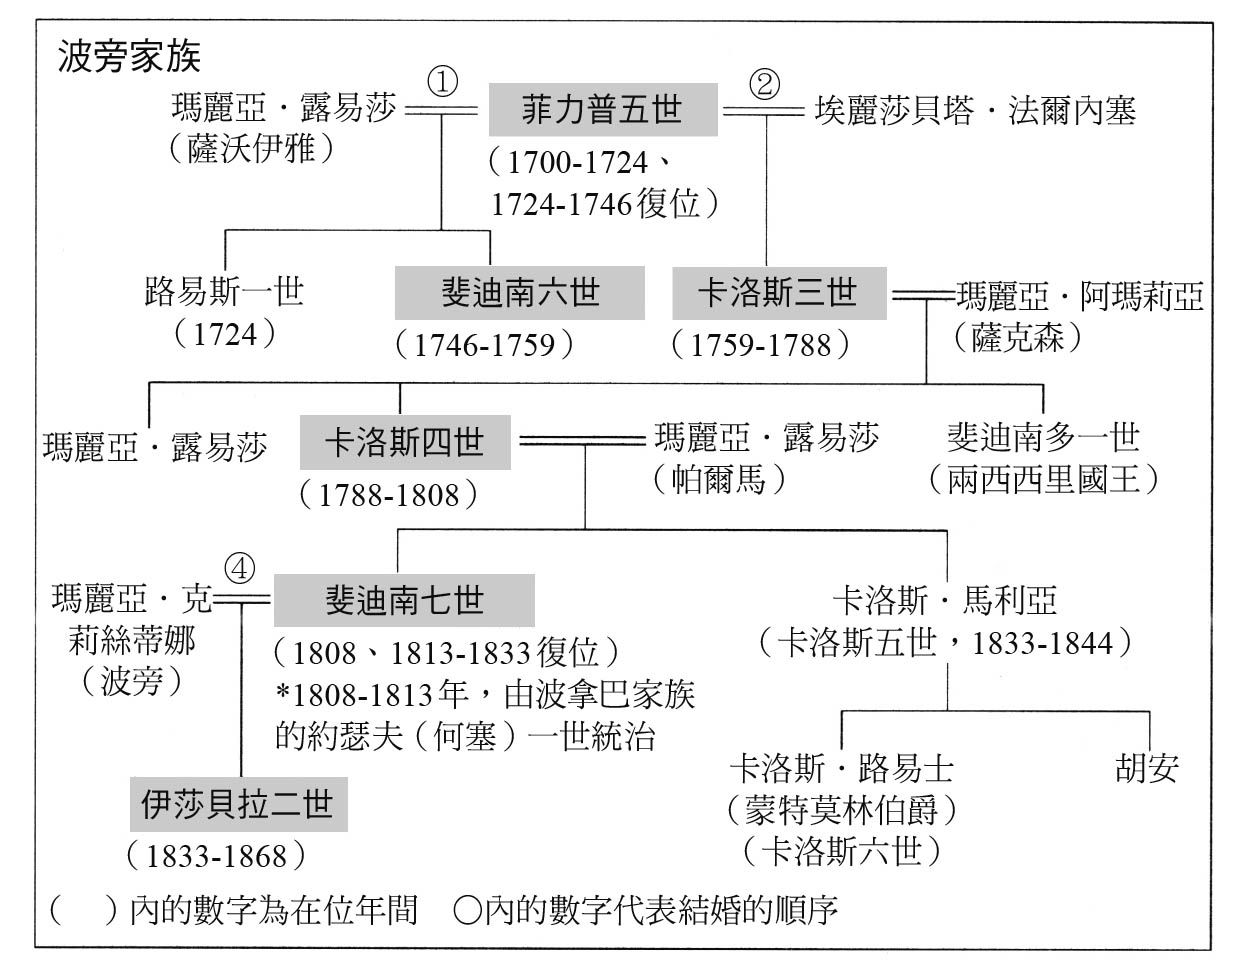 波旁家族
① ②
瑪麗亞・露易莎 菲力普五世 埃麗莎貝塔・法爾內塞
（薩沃伊雅） （1700-1724、
1724-1746復位）
路易斯一世 斐迪南六世 卡洛斯三世 瑪麗亞・阿瑪莉亞
（1724） （1746-1759） （1759-1788） （薩克森）
瑪麗亞・露易莎 卡洛斯四世 瑪麗亞・露易莎 斐迪南多一世
（1788-1808） （帕爾馬） （兩西西里國王）
④
瑪麗亞・克 斐迪南七世 卡洛斯・馬利亞
莉絲蒂娜 （1808、1813-1833復位） （卡洛斯五世，1833-1844）
（波旁） *1808-1813年，由波拿巴家族
的約瑟夫（何塞）一世統治
卡洛斯・路易士 胡安
伊莎貝拉二世 （蒙特莫林伯爵）
（1833-1868） （卡洛斯六世）
（ ）內的數字為在位年間 ○內的數字代表結婚的順序